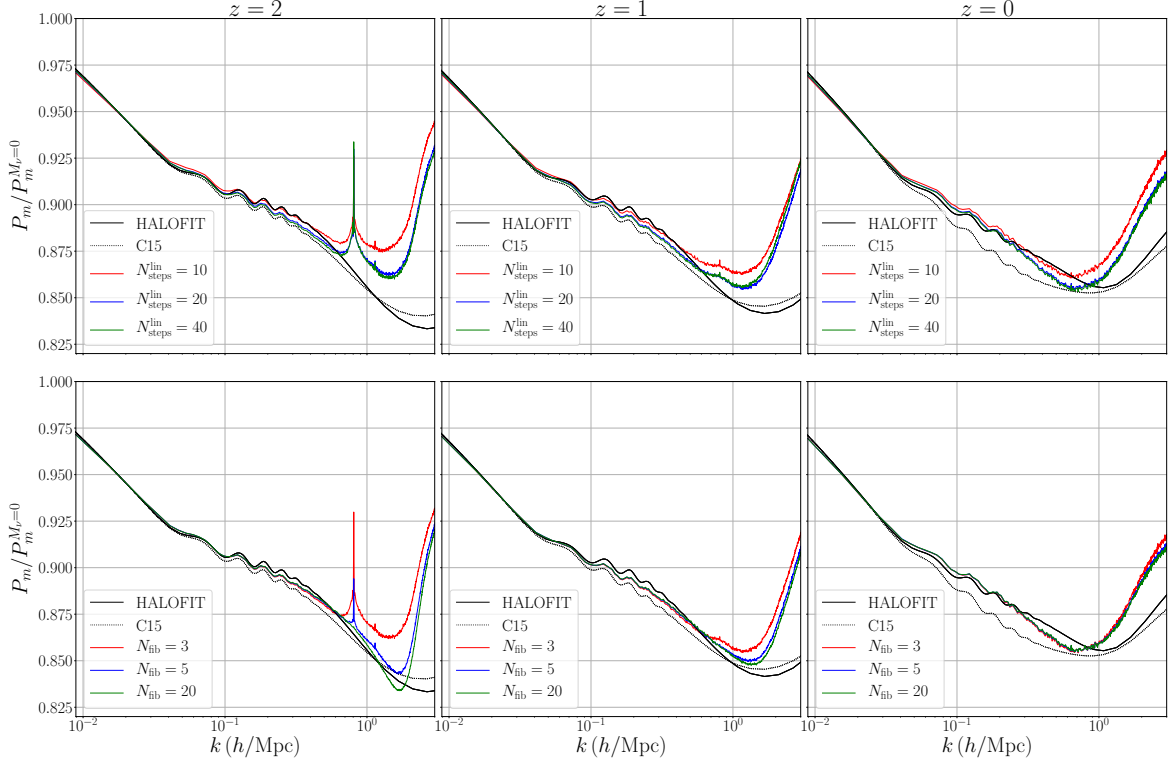 z = 2
z = 1
z = 0
P_m/P_m^{M_ν=0}
1.000
0.975
0.950
0.925
0.900
0.875
0.850
0.825
HALOFIT
C15
N_steps^lin = 10
N_steps^lin = 20
N_steps^lin = 40
HALOFIT
C15
N_steps^lin = 10
N_steps^lin = 20
N_steps^lin = 40
HALOFIT
C15
N_steps^lin = 10
N_steps^lin = 20
N_steps^lin = 40
P_m/P_m^{M_ν=0}
1.000
0.975
0.950
0.925
0.900
0.875
0.850
0.825
HALOFIT
C15
N_fib = 3
N_fib = 5
N_fib = 20
HALOFIT
C15
N_fib = 3
N_fib = 5
N_fib = 20
HALOFIT
C15
N_fib = 3
N_fib = 5
N_fib = 20
10^{-2} 10^{-1} 10^{0} 10^{-2} 10^{-1} 10^{0} 10^{-2} 10^{-1} 10^{0}
k (h/Mpc)
k (h/Mpc)
k (h/Mpc)